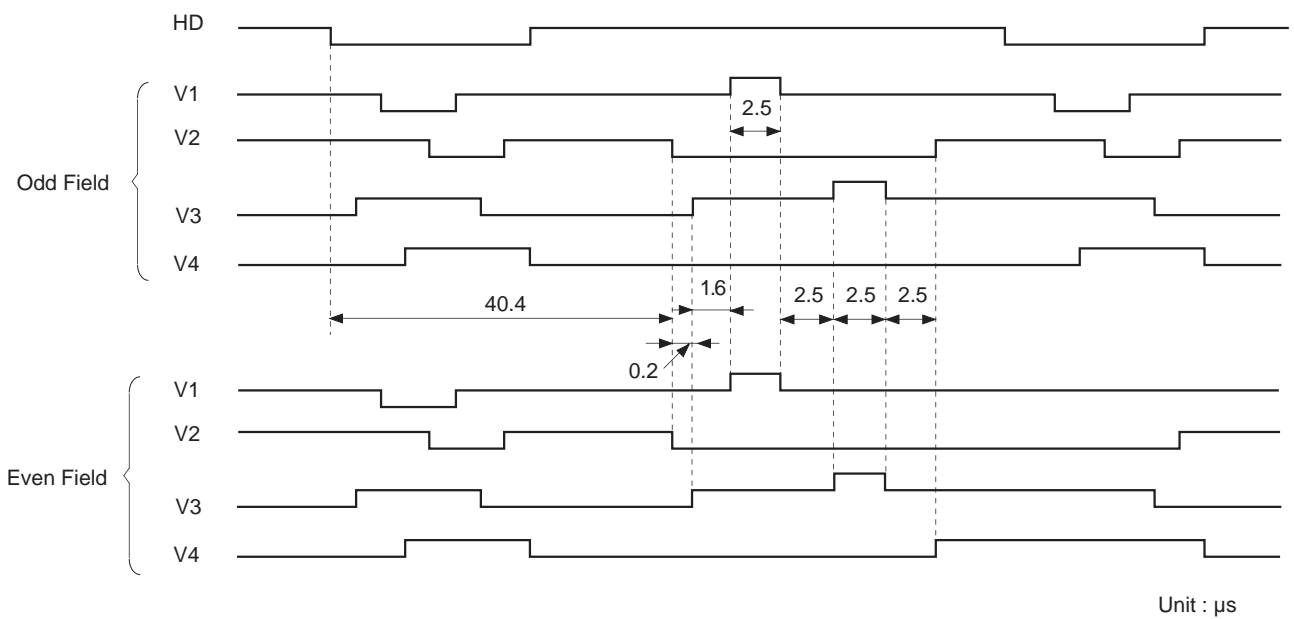 HD
Odd Field
V1
2.5
V2
V3
V4
40.4
1.6
2.5
2.5
2.5
0.2
Even Field
V1
V2
V3
V4
Unit : µs